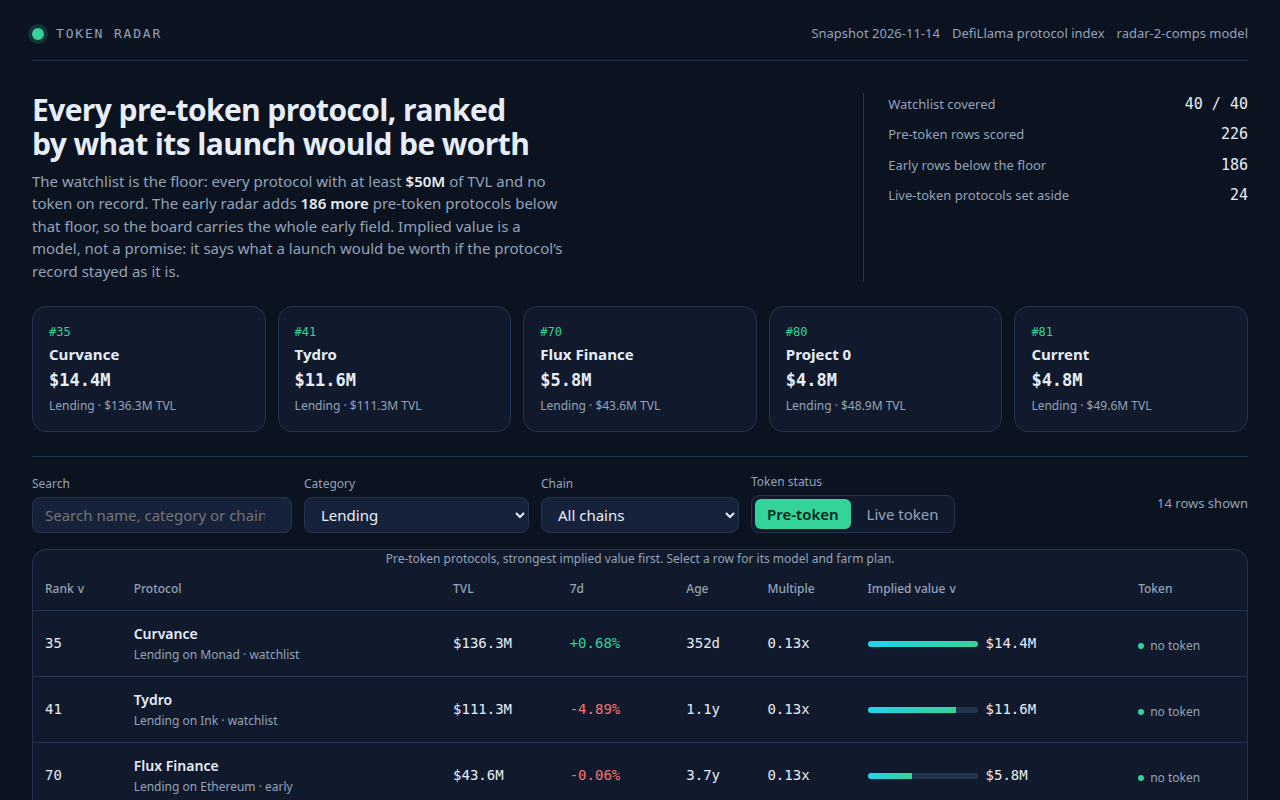 TOKEN RADAR
Snapshot 2026-11-14 DefiLlama protocol index radar-2-comps model
Every pre-token protocol, ranked
by what its launch would be worth
The watchlist is the floor: every protocol with at least $50M of TVL and no
token on record. The early radar adds 186 more pre-token protocols below
that floor, so the board carries the whole early field. Implied value is a
model, not a promise: it says what a launch would be worth if the protocol’s
record stayed as it is.
Watchlist covered 40 / 40
Pre-token rows scored 226
Early rows below the floor 186
Live-token protocols set aside 24
#35
Curvance
$14.4M
Lending · $136.3M TVL
#41
Tydro
$11.6M
Lending · $111.3M TVL
#70
Flux Finance
$5.8M
Lending · $43.6M TVL
#80
Project 0
$4.8M
Lending · $48.9M TVL
#81
Current
$4.8M
Lending · $49.6M TVL
Search
Search name, category or chain
Category
Lending
Chain
All chains
Token status
Pre-token Live token
14 rows shown
Pre-token protocols, strongest implied value first. Select a row for its model and farm plan.
Rank v Protocol TVL 7d Age Multiple Implied value v Token
35 Curvance $136.3M +0.68% 352d 0.13x $14.4M no token
Lending on Monad · watchlist
41 Tydro $111.3M -4.89% 1.1y 0.13x $11.6M no token
Lending on Ink · watchlist
70 Flux Finance $43.6M -0.06% 3.7y 0.13x $5.8M no token
Lending on Ethereum · early